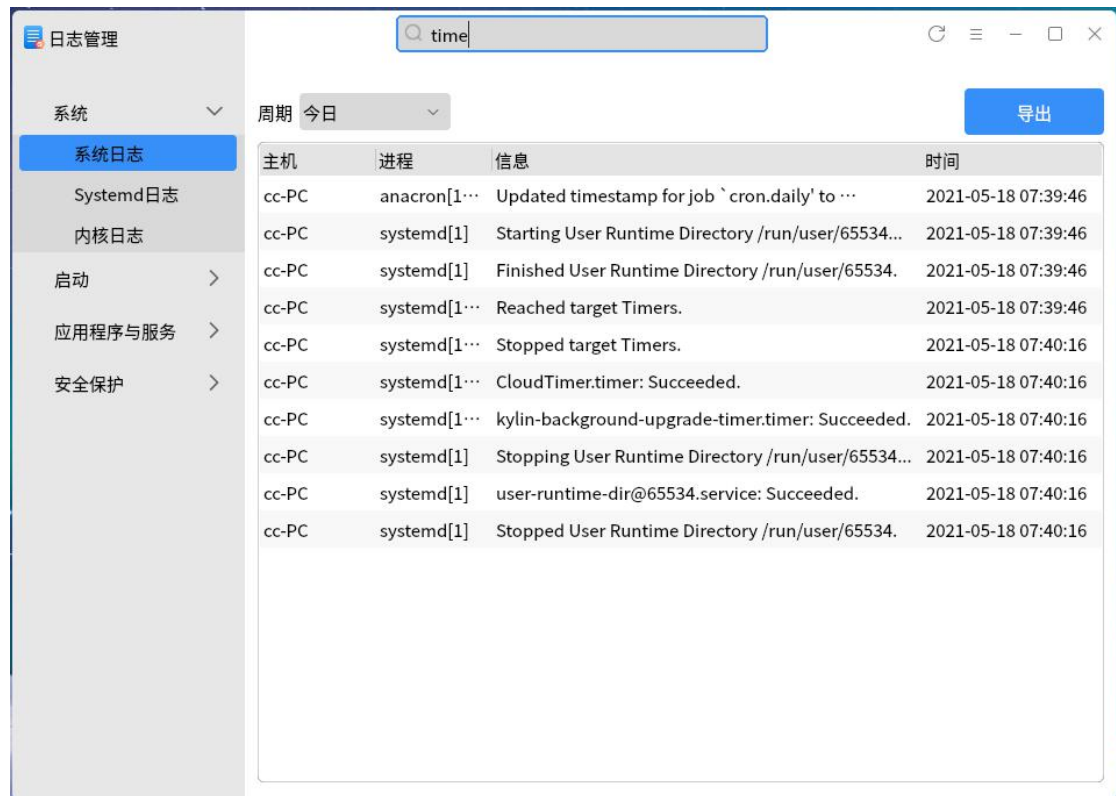 日志管理
time
系统
周期 今日
导出
系统日志
主机 进程 信息 时间
Systemd日志
cc-PC anacron[1··· Updated timestamp for job `cron.daily' to ··· 2021-05-18 07:39:46
内核日志
cc-PC systemd[1] Starting User Runtime Directory /run/user/65534... 2021-05-18 07:39:46
启动
cc-PC systemd[1] Finished User Runtime Directory /run/user/65534. 2021-05-18 07:39:46
cc-PC systemd[1··· Reached target Timers. 2021-05-18 07:39:46
应用程序与服务
cc-PC systemd[1··· Stopped target Timers. 2021-05-18 07:40:16
安全保护
cc-PC systemd[1··· CloudTimer.timer: Succeeded. 2021-05-18 07:40:16
cc-PC systemd[1··· kylin-background-upgrade-timer.timer: Succeeded. 2021-05-18 07:40:16
cc-PC systemd[1] Stopping User Runtime Directory /run/user/65534... 2021-05-18 07:40:16
cc-PC systemd[1] user-runtime-dir@65534.service: Succeeded. 2021-05-18 07:40:16
cc-PC systemd[1] Stopped User Runtime Directory /run/user/65534. 2021-05-18 07:40:16